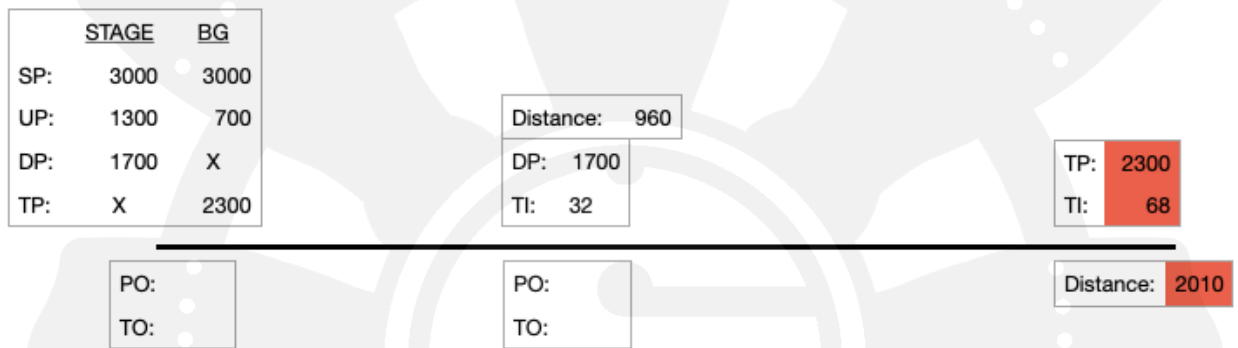 STAGE BG
SP: 3000 3000
UP: 1300 700
DP: 1700 X
TP: X 2300
Distance: 960
DP: 1700
TI: 32
TP: 2300
TI: 68
PO:
TO:
PO:
TO:
Distance: 2010